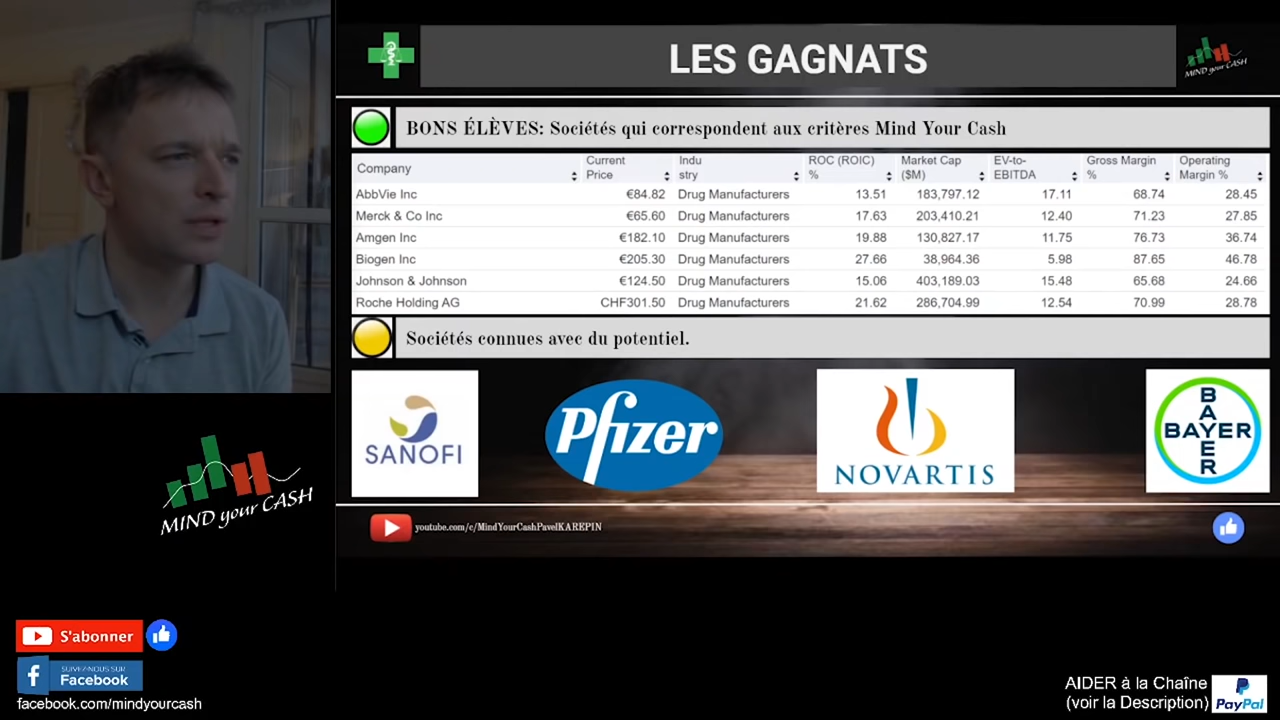 LES GAGNATS
MIND your CASH
BONS ÉLÈVES: Sociétés qui correspondent aux critères Mind Your Cash
Company Current Price Indu stry ROC (ROIC) % Market Cap ($M) EV-to-EBITDA Gross Margin % Operating Margin %
AbbVie Inc €84.82 Drug Manufacturers 13.51 183,797.12 17.11 68.74 28.45
Merck & Co Inc €65.60 Drug Manufacturers 17.63 203,410.21 12.40 71.23 27.85
Amgen Inc €182.10 Drug Manufacturers 19.88 130,827.17 11.75 76.73 36.74
Biogen Inc €205.30 Drug Manufacturers 27.66 38,964.36 5.98 87.65 46.78
Johnson & Johnson €124.50 Drug Manufacturers 15.06 403,189.03 15.48 65.68 24.66
Roche Holding AG CHF301.50 Drug Manufacturers 21.62 286,704.99 12.54 70.99 28.78
Sociétés connues avec du potentiel.
SANOFI
Pfizer
NOVARTIS
BAYER
BAYER
MIND your CASH
youtube.com/c/MindYourCashPavelKAREPIN
S'abonner
SUIVEZ-NOUS SUR
Facebook
facebook.com/mindyourcash
AIDER à la Chaîne
(voir la Description)
PayPal